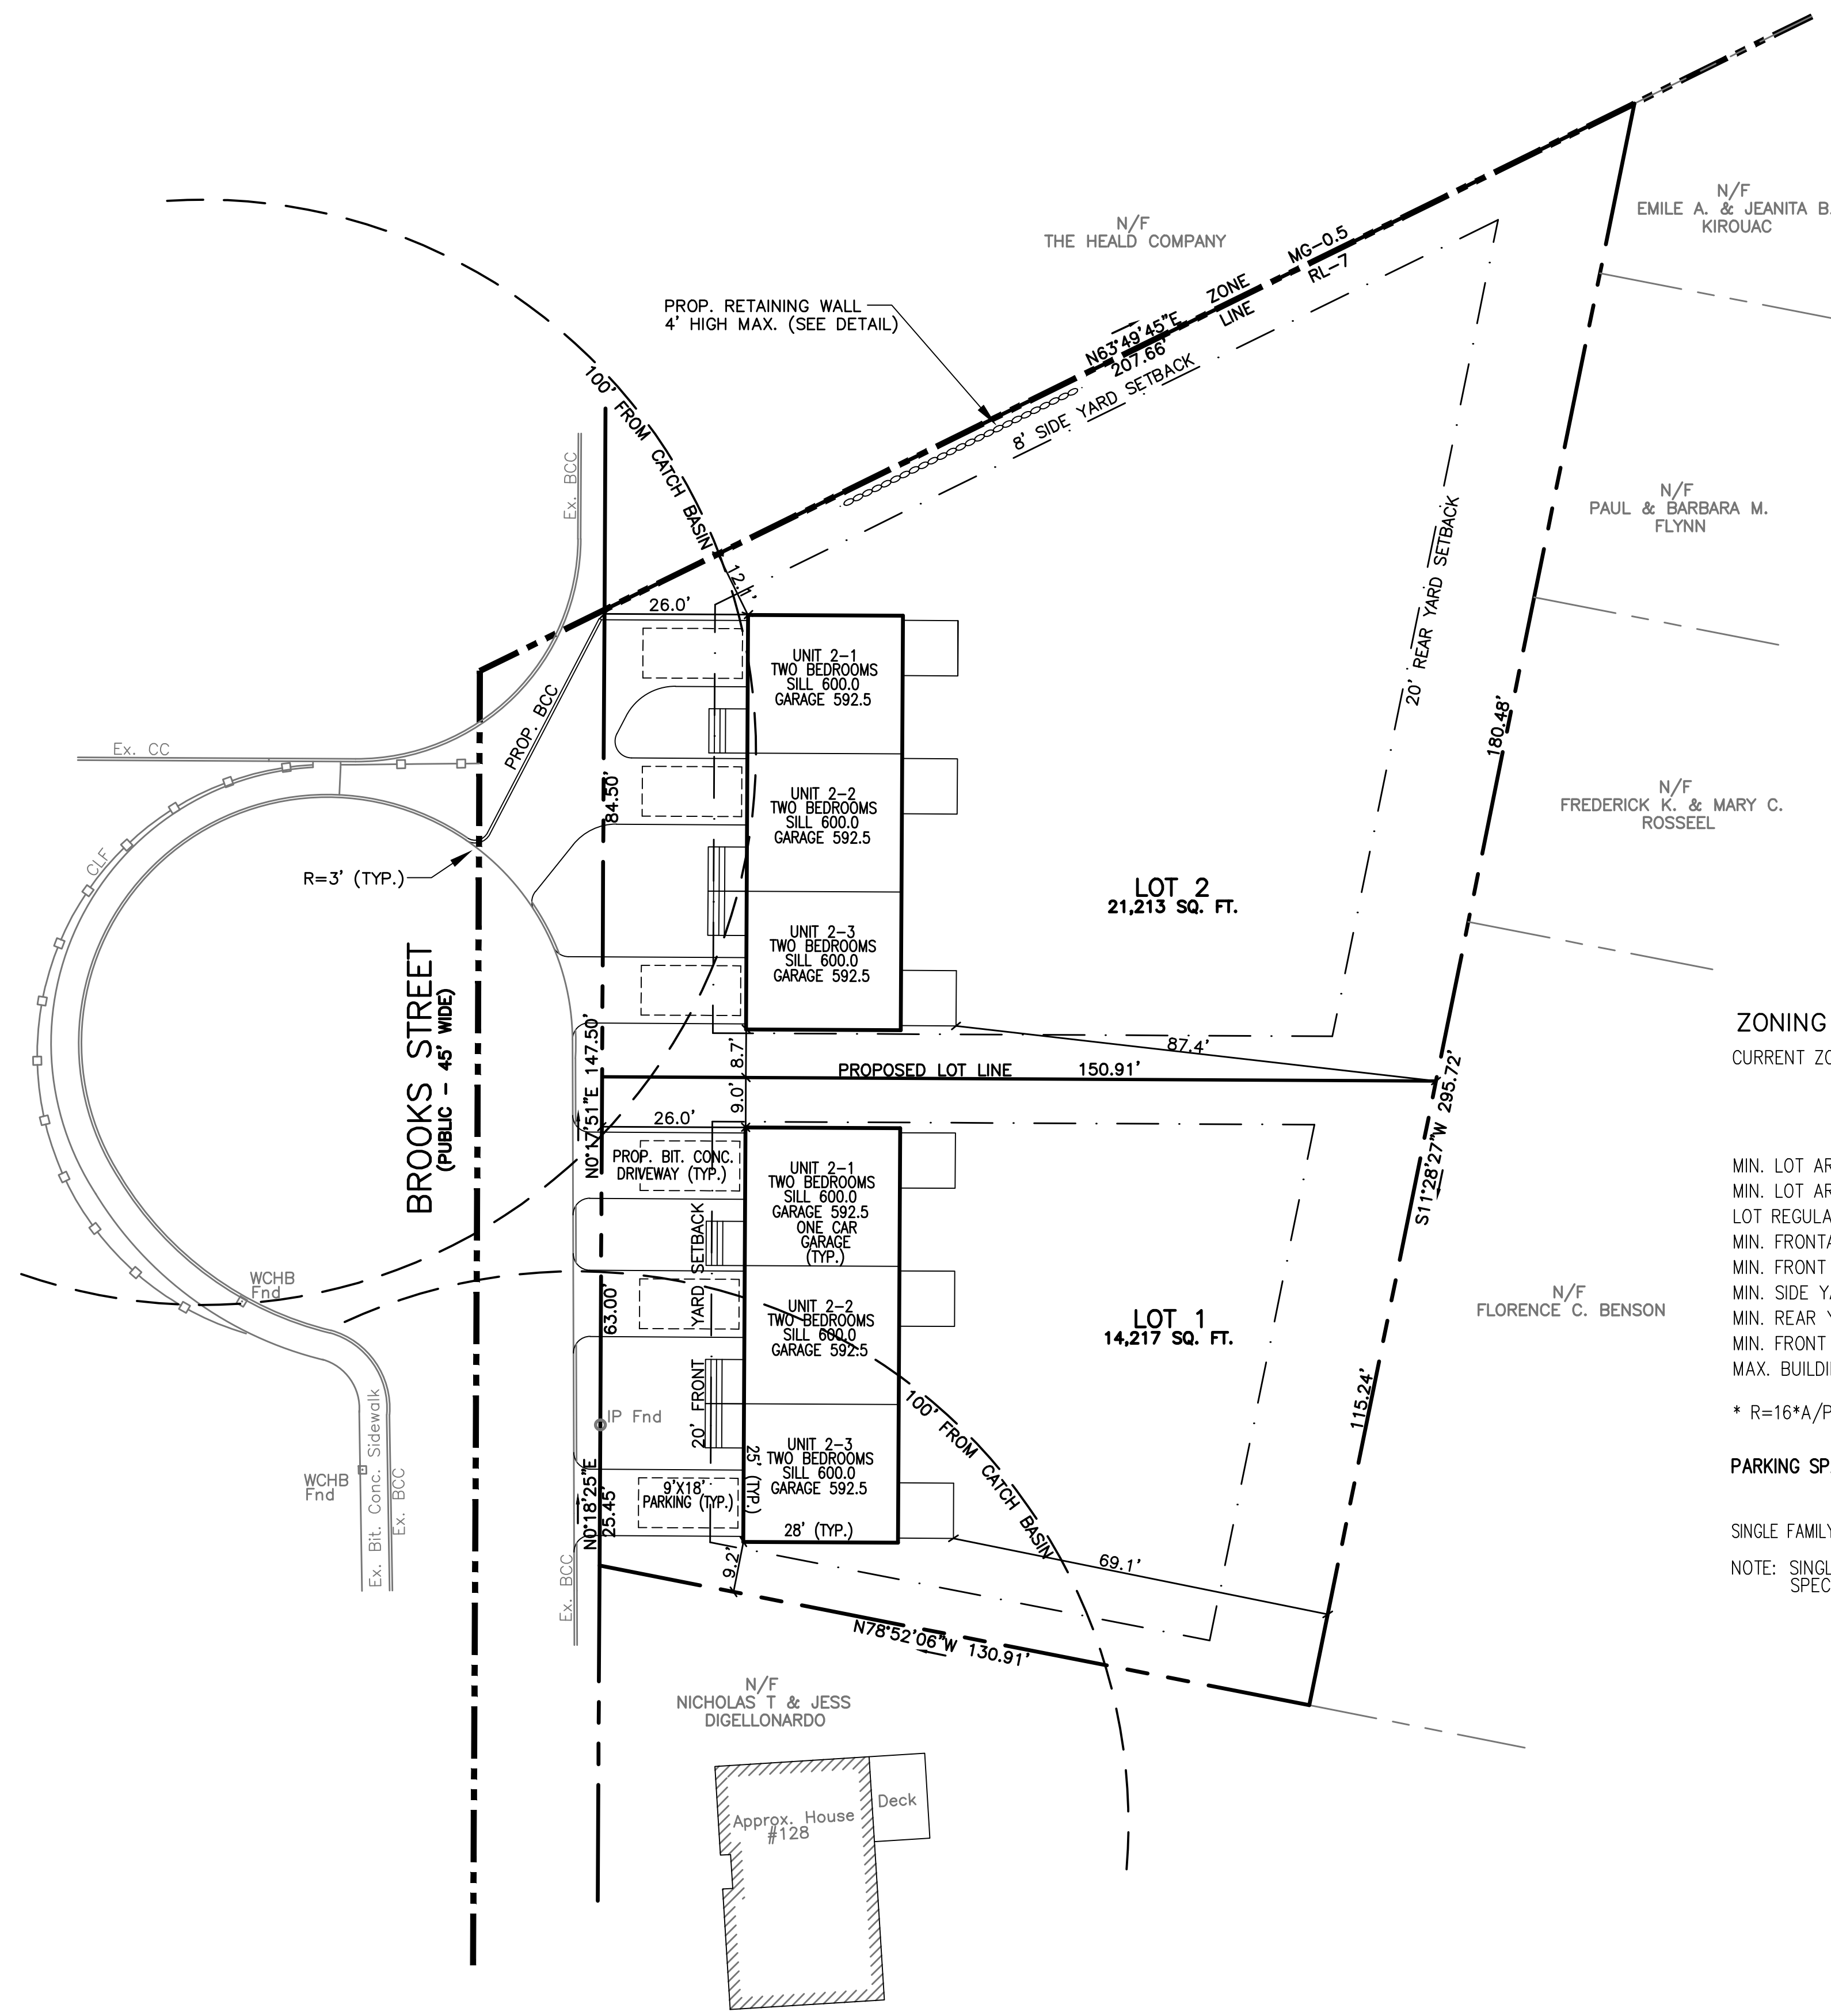 N/F
EMILE A. & JEANITA B.
KIROUAC
N/F
THE HEALD COMPANY
MG-0.5
RL-7
ZONE
LINE
PROP. RETAINING WALL
4' HIGH MAX. (SEE DETAIL)
N63°49'45"E
207.66'
8' SIDE YARD SETBACK
100' FROM CATCH BASIN
Ex. BCC
N/F
PAUL & BARBARA M.
FLYNN
20' REAR YARD SETBACK
12.1'
26.0'
UNIT 2-1
TWO BEDROOMS
SILL 600.0
GARAGE 592.5
PROP. BCC
Ex. CC
180.48'
84.50'
UNIT 2-2
TWO BEDROOMS
SILL 600.0
GARAGE 592.5
N/F
FREDERICK K. & MARY C.
ROSSEEL
CLF
R=3' (TYP.)
LOT 2
21,213 SQ. FT.
UNIT 2-3
TWO BEDROOMS
SILL 600.0
GARAGE 592.5
BROOKS STREET
(PUBLIC - 45' WIDE)
ZONING
CURRENT ZO
N0°17'51"E 147.50'
8.7'
87.4'
PROPOSED LOT LINE 150.91'
9.0'
26.0'
S11°28'27"W 295.72'
PROP. BIT. CONC.
DRIVEWAY (TYP.)
UNIT 2-1
TWO BEDROOMS
SILL 600.0
GARAGE 592.5
ONE CAR
GARAGE
(TYP.)
MIN. LOT AR
MIN. LOT AR
LOT REGULA
MIN. FRONTA
MIN. FRONT
MIN. SIDE YA
MIN. REAR Y
MIN. FRONT
MAX. BUILDI
* R=16*A/P
PARKING SPA
SINGLE FAMILY
NOTE: SINGL
SPEC
WCHB
Fnd
63.00'
20' FRONT YARD SETBACK
UNIT 2-2
TWO BEDROOMS
SILL 600.0
GARAGE 592.5
LOT 1
14,217 SQ. FT.
N/F
FLORENCE C. BENSON
115.24'
IP Fnd
100' FROM CATCH BASIN
UNIT 2-3
TWO BEDROOMS
SILL 600.0
GARAGE 592.5
25' (TYP.)
28' (TYP.)
9'X18'
PARKING (TYP.)
N0°18'25"E
25.45'
WCHB
Fnd
Ex. Bit. Conc. Sidewalk
Ex. BCC
Ex. BCC
9.2'
69.1'
N78°52'06"W 130.91'
N/F
NICHOLAS T & JESS
DIGELLONARDO
Approx. House
#128
Deck